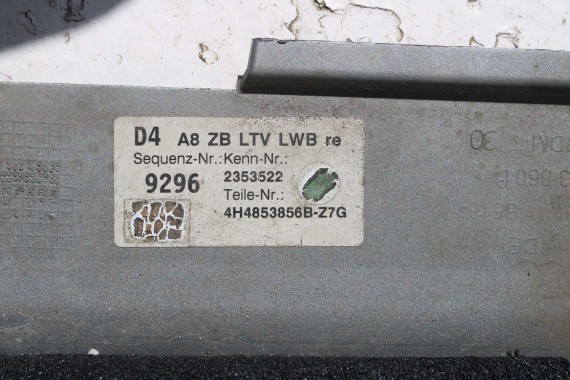 D4 A8 ZB LTV LWB re
Sequenz-Nr.:Kenn-Nr.:
9296 2353522
Teile-Nr.:
4H4853856B-Z7G